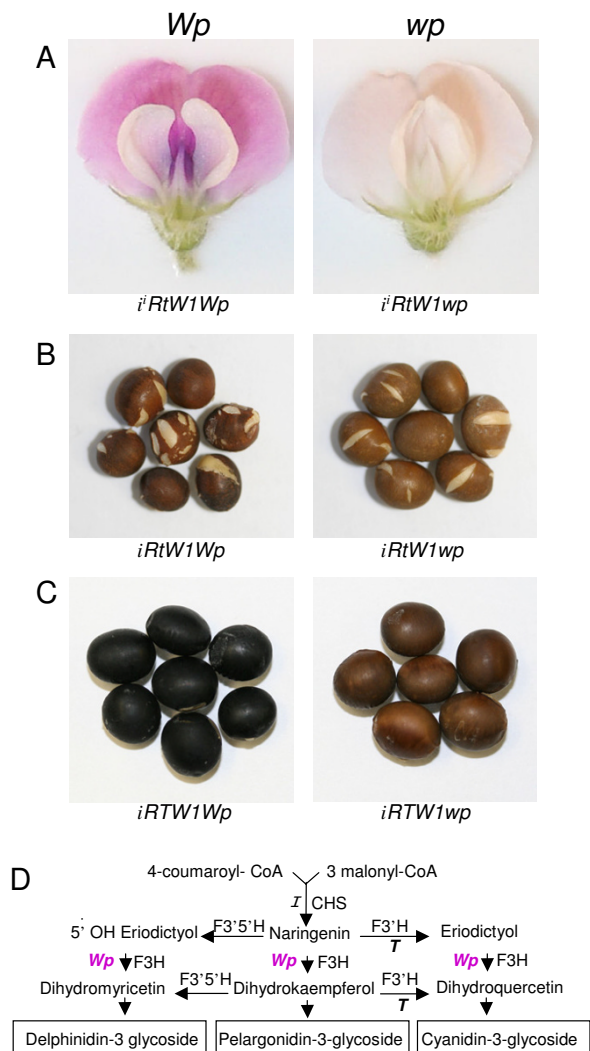 Wp wp
A
iⁱRtW1Wp iⁱRtW1wp
B
iRtW1Wp iRtW1wp
C
iRTW1Wp iRTW1wp
D
4-coumaroyl- CoA 3 malonyl-CoA
I CHS
5' OH Eriodictyol F3'5'H Naringenin F3'H Eriodictyol
T
Wp F3H Wp F3H Wp F3H
Dihydromyricetin F3'5'H Dihydrokaempferol F3'H Dihydroquercetin
T
Delphinidin-3 glycoside Pelargonidin-3-glycoside Cyanidin-3-glycoside